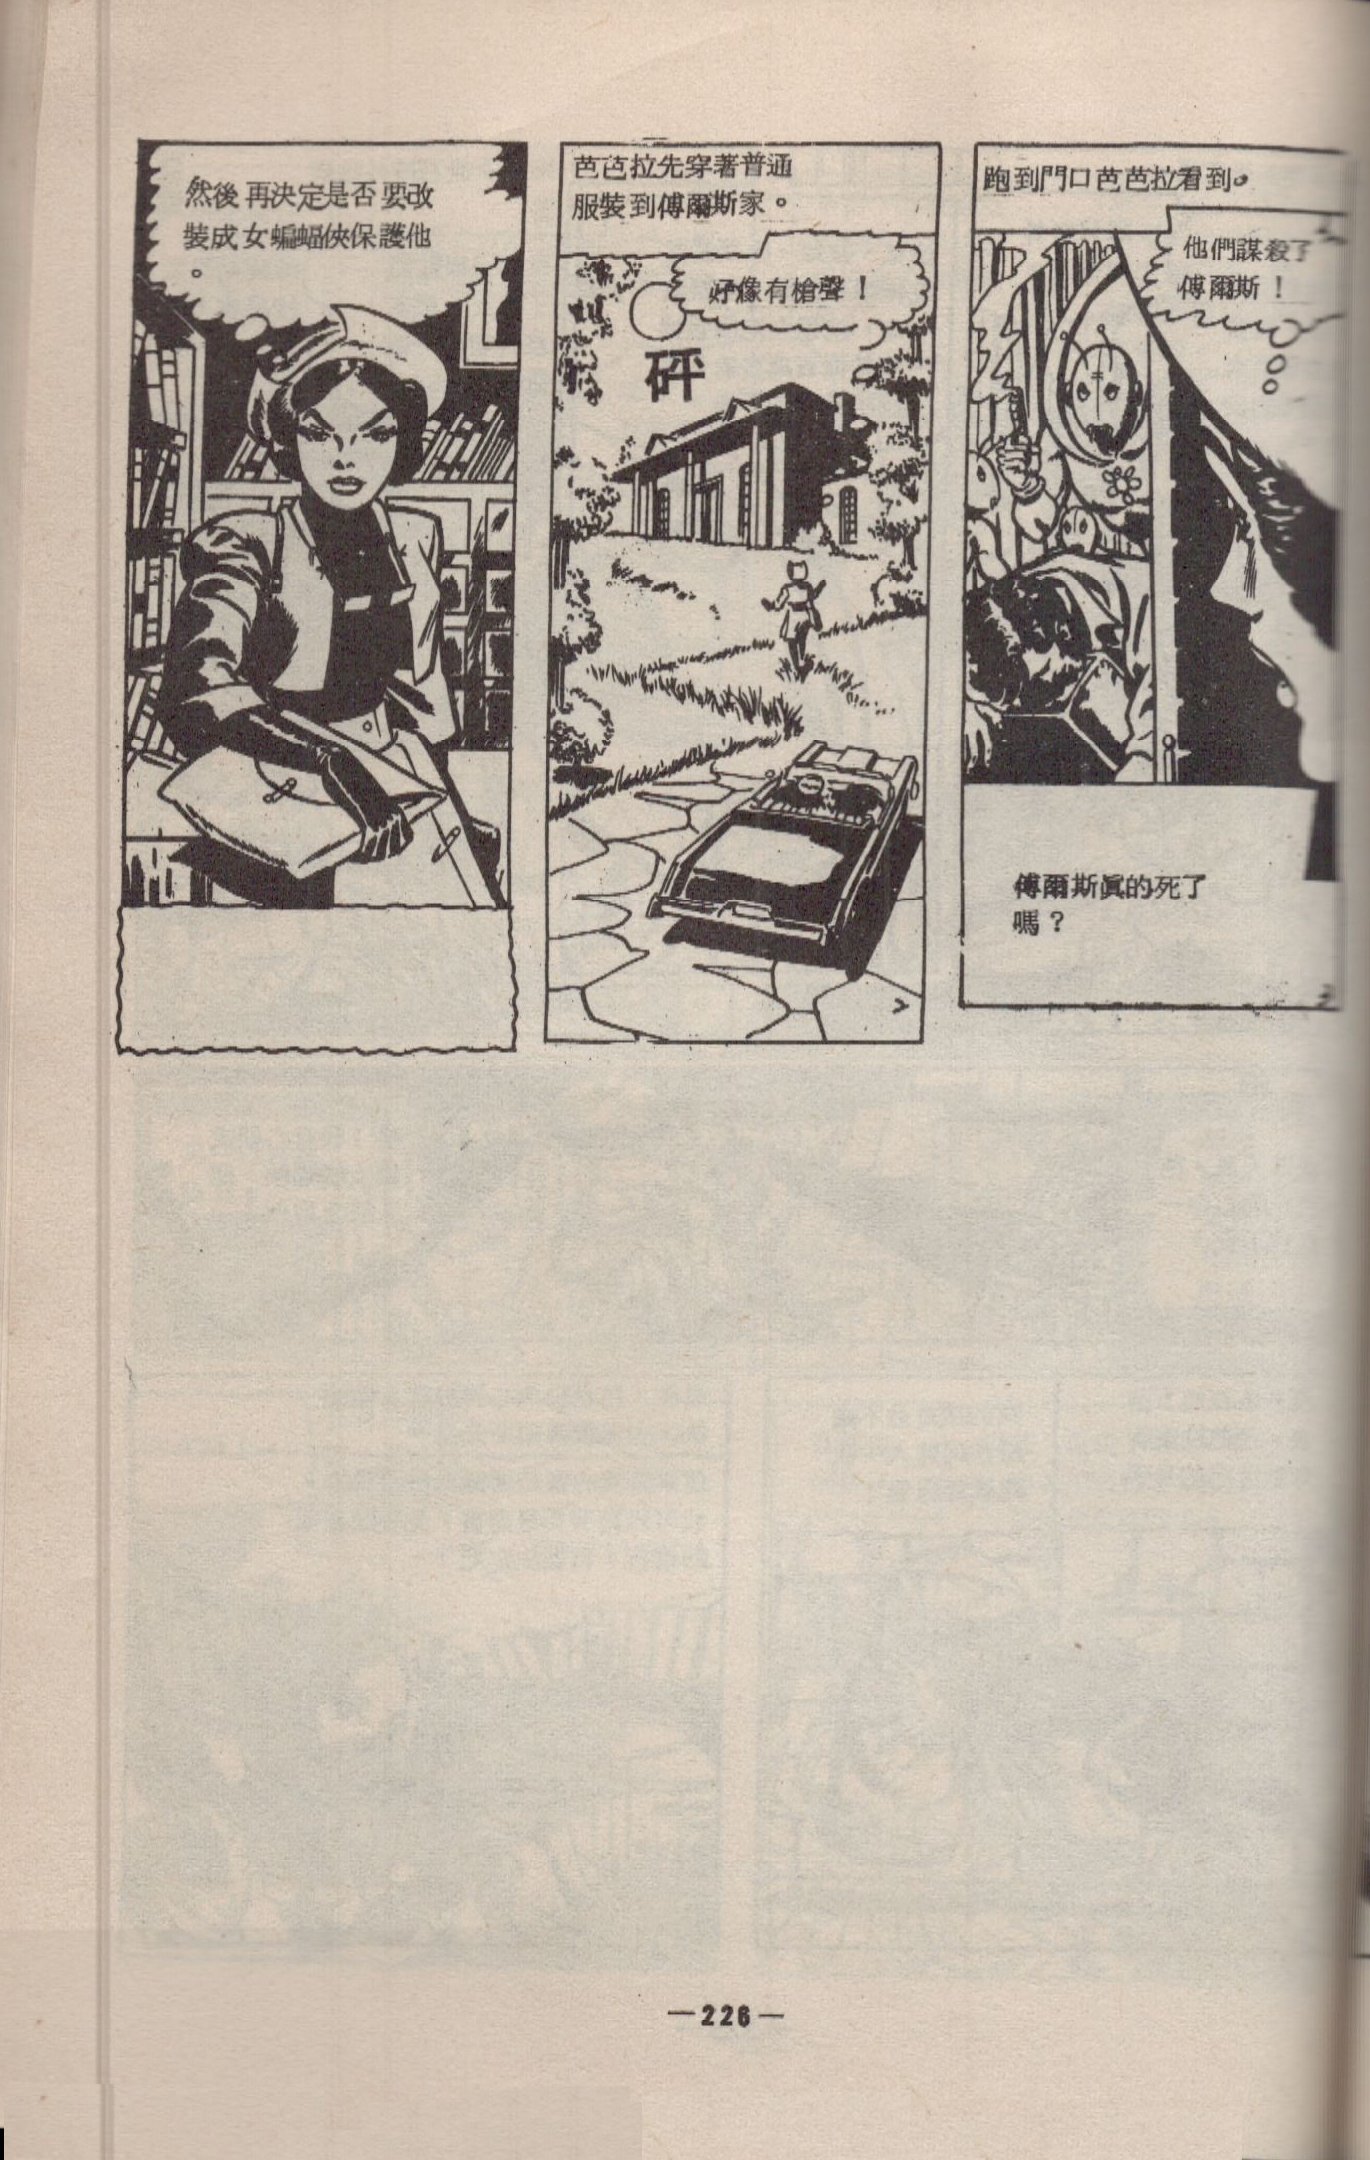 然後再決定是否要改
裝成女蝙蝠俠保護他
。
芭芭拉先穿著普通
服裝到傅爾斯家。
好像有槍聲！
砰
跑到門口芭芭拉看到。
他們謀殺了
傅爾斯！
傅爾斯眞的死了
嗎？
—226—